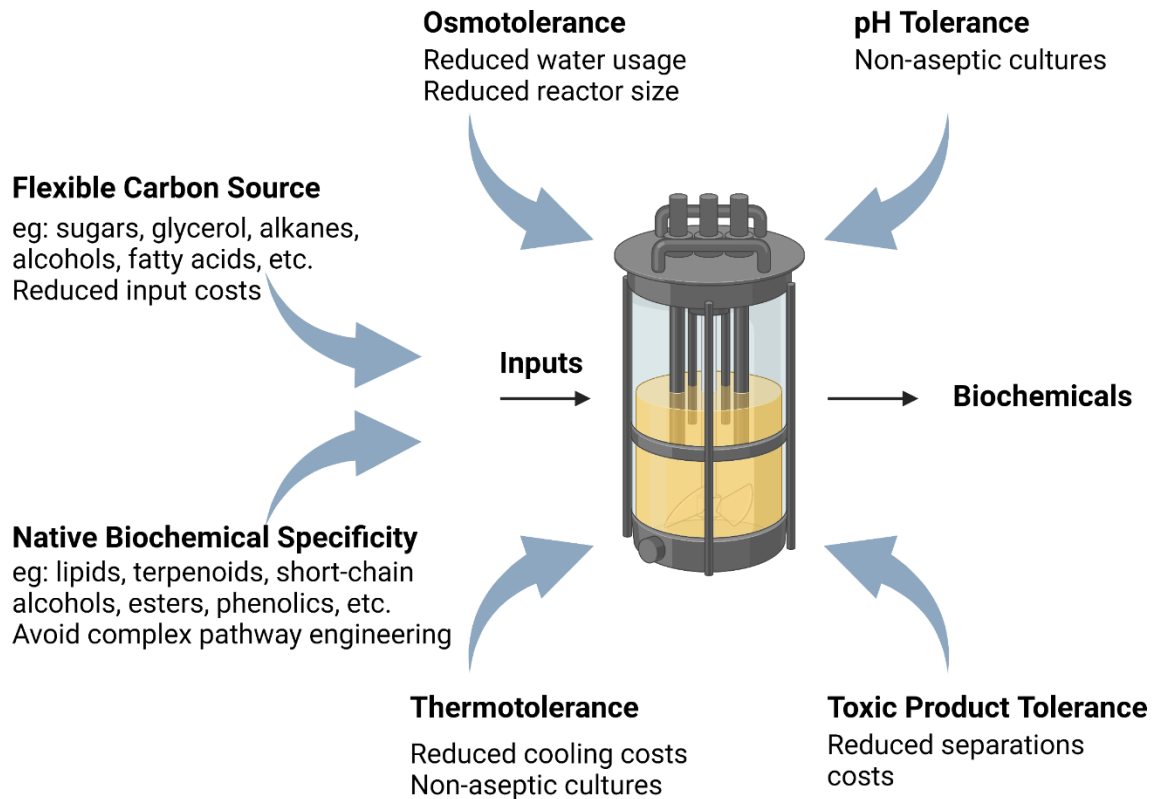 Osmotolerance
Reduced water usage
Reduced reactor size
pH Tolerance
Non-aseptic cultures
Flexible Carbon Source
eg: sugars, glycerol, alkanes,
alcohols, fatty acids, etc.
Reduced input costs
Inputs
Biochemicals
Native Biochemical Specificity
eg: lipids, terpenoids, short-chain
alcohols, esters, phenolics, etc.
Avoid complex pathway engineering
Thermotolerance
Reduced cooling costs
Non-aseptic cultures
Toxic Product Tolerance
Reduced separations
costs